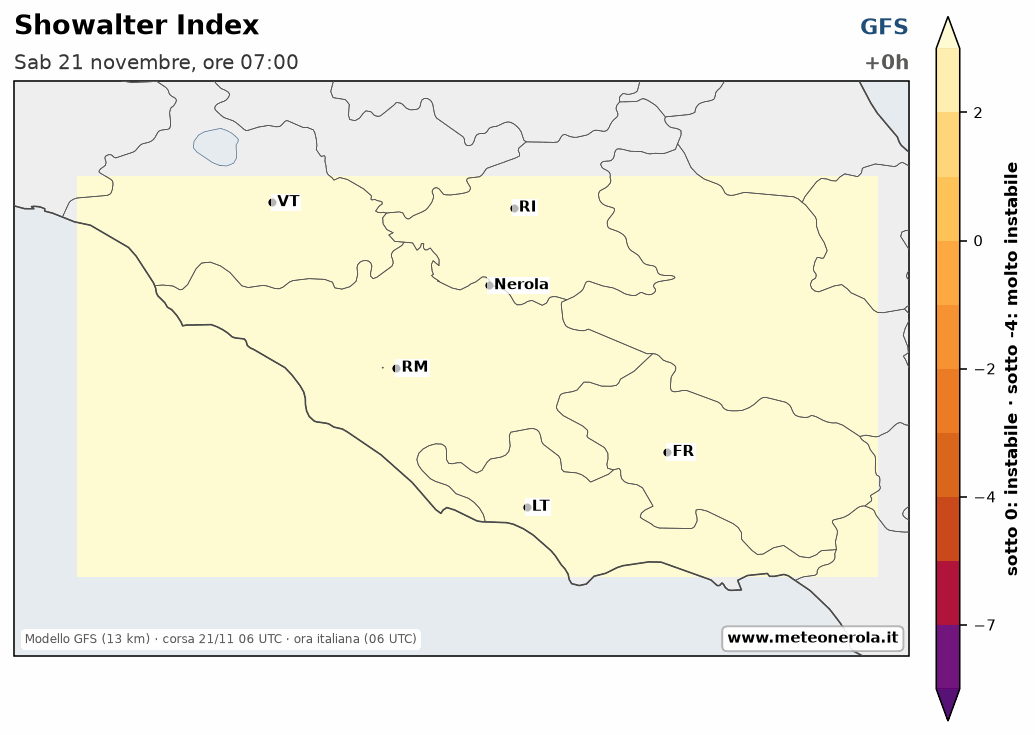 Showalter Index
GFS
Sab 21 novembre, ore 07:00
+0h
VT
RI
Nerola
RM
FR
LT
2
0
−2
−4
−7
sotto 0: instabile · sotto -4: molto instabile
Modello GFS (13 km) · corsa 21/11 06 UTC · ora italiana (06 UTC)
www.meteonerola.it